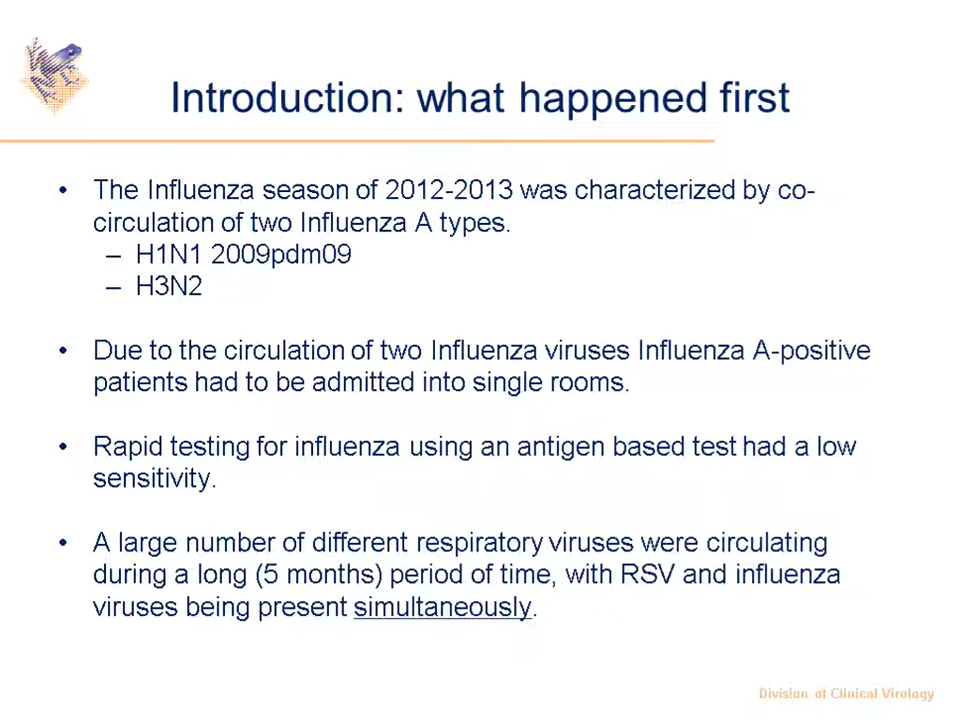 Introduction: what happened first
• The Influenza season of 2012-2013 was characterized by co-
circulation of two Influenza A types.
– H1N1 2009pdm09
– H3N2
• Due to the circulation of two Influenza viruses Influenza A-positive
patients had to be admitted into single rooms.
• Rapid testing for influenza using an antigen based test had a low
sensitivity.
• A large number of different respiratory viruses were circulating
during a long (5 months) period of time, with RSV and influenza
viruses being present simultaneously.
Division of Clinical Virology